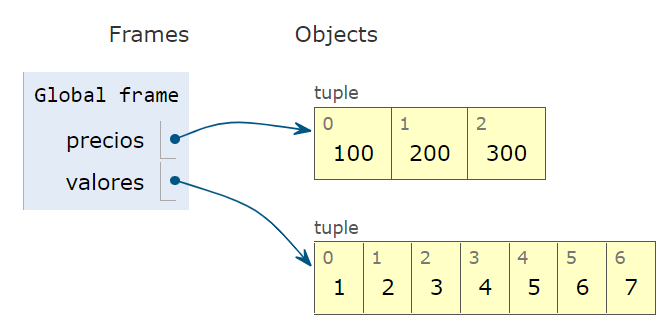 Frames Objects
Global frame
precios
valores
tuple
0 1 2
100 200 300
tuple
0 1 2 3 4 5 6
1 2 3 4 5 6 7